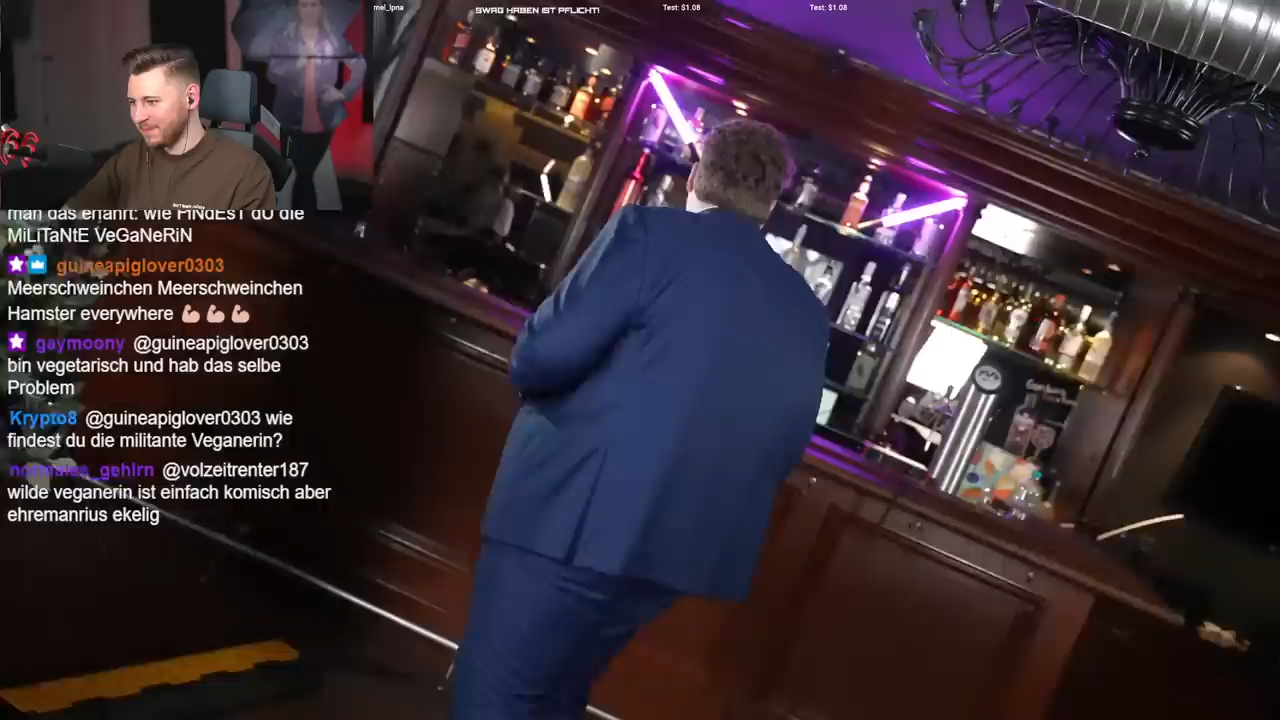 mel_lpna
SWAG HABEN IST PFLICHT!
Test: $1.08
Test: $1.08
man das erfährt: wie FiNdEsT dU die
MiLiTaNtE VeGaNeRiN
guineapiglover0303
Meerschweinchen Meerschweinchen
Hamster everywhere 💪🏻💪🏻💪🏻
gaymoony @guineapiglover0303
bin vegetarisch und hab das selbe
Problem
Krypto8 @guineapiglover0303 wie
findest du die militante Veganerin?
normales_gehirn @volzeitrenter187
wilde veganerin ist einfach komisch aber
ehremanrius ekelig